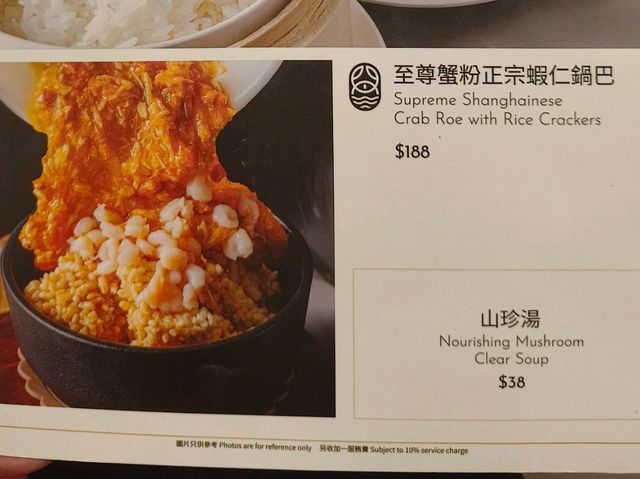 至尊蟹粉正宗蝦仁鍋巴
Supreme Shanghainese
Crab Roe with Rice Crackers
$188
山珍湯
Nourishing Mushroom
Clear Soup
$38
圖片只供參考 Photos are for reference only 另收加一服務費 Subject to 10% service charge